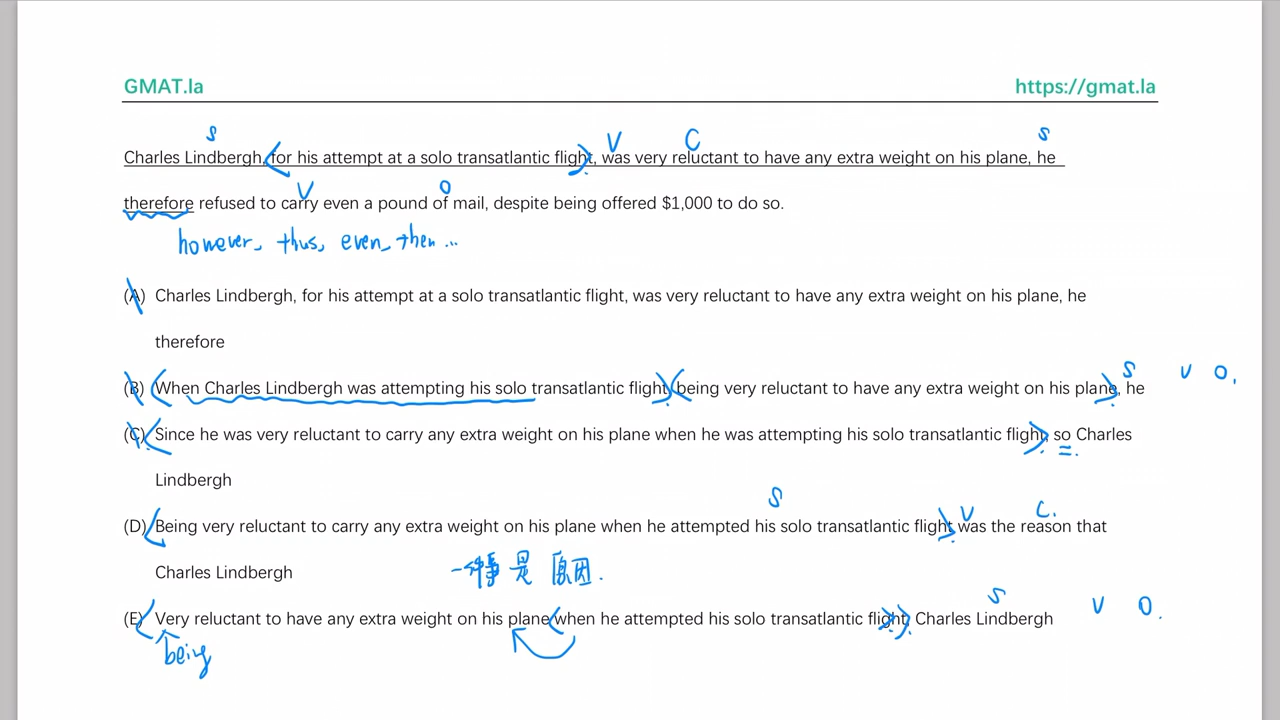 GMAT.la https://gmat.la
S S
V C
Charles Lindbergh, for his attempt at a solo transatlantic flight, was very reluctant to have any extra weight on his plane, he
V O
therefore refused to carry even a pound of mail, despite being offered $1,000 to do so.
however, thus, even, then ...
(A) Charles Lindbergh, for his attempt at a solo transatlantic flight, was very reluctant to have any extra weight on his plane, he
therefore
S V O.
(B) When Charles Lindbergh was attempting his solo transatlantic flight, being very reluctant to have any extra weight on his plane, he
(C) Since he was very reluctant to carry any extra weight on his plane when he was attempting his solo transatlantic flight, so Charles
Lindbergh
S V C.
(D) Being very reluctant to carry any extra weight on his plane when he attempted his solo transatlantic flight was the reason that
Charles Lindbergh
一件事 是 原因.
S V O.
(E) Very reluctant to have any extra weight on his plane when he attempted his solo transatlantic flight, Charles Lindbergh
being